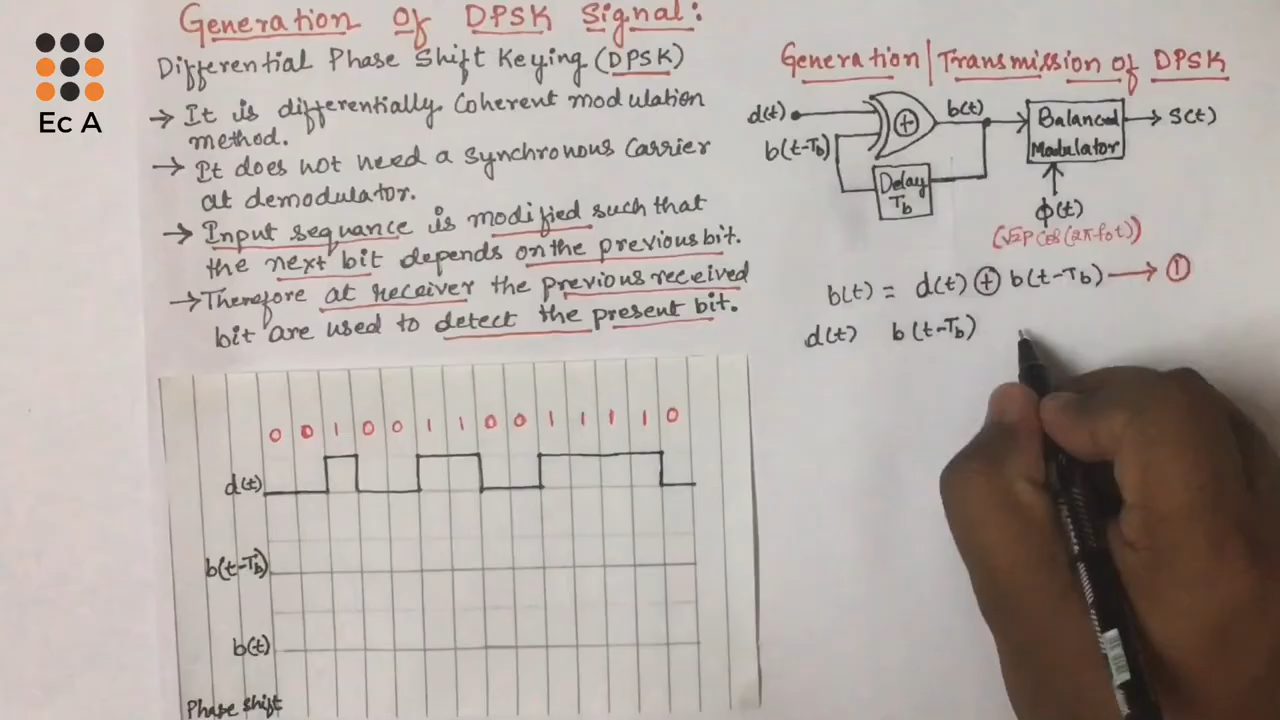 Generation Of DPSK Signal:
Differential Phase Shift Keying (DPSK)
→ It is differentially Coherent modulation
method.
→ It does not need a synchronous Carrier
at demodulator.
→ Input sequance is modified such that
the next bit depends on the previous bit.
→ Therefore at receiver the previous received
bit are used to detect the present bit.
Ec A
Generation | Transmission of DPSK
d(t)
b(t)
b(t-Tb)
Delay
Tb
Balanced
Modulator
S(t)
ϕ(t)
(√2P Cos(2πfot))
b(t) = d(t) ⊕ b(t-Tb) → ①
d(t) b(t-Tb)
0 0 1 0 0 1 1 0 0 1 1 1 1 0
d(t)
b(t-Tb)
b(t)
Phase shift